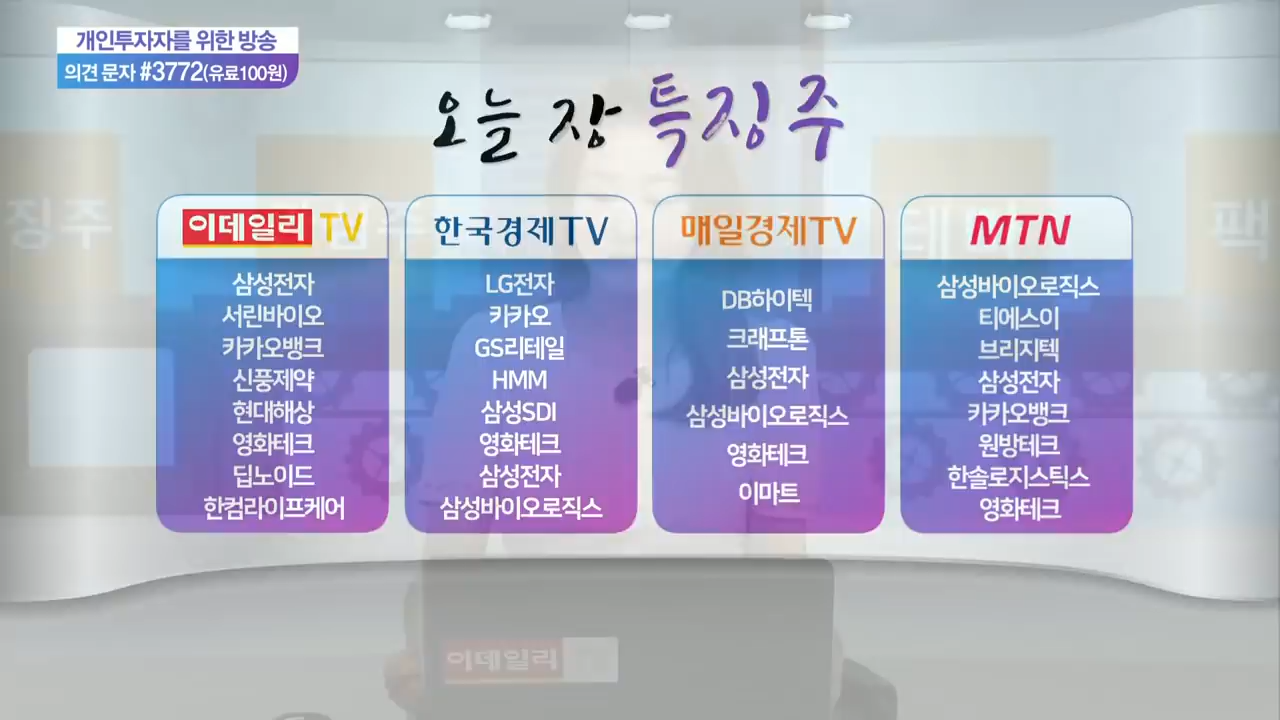 개인투자자를 위한 방송
의견 문자 #3772(유료100원)
오늘 장 특징주
이데일리 TV
삼성전자
서린바이오
카카오뱅크
신풍제약
현대해상
영화테크
딥노이드
한컴라이프케어
한국경제TV
LG전자
카카오
GS리테일
HMM
삼성SDI
영화테크
삼성전자
삼성바이오로직스
매일경제TV
DB하이텍
크래프톤
삼성전자
삼성바이오로직스
영화테크
이마트
MTN
삼성바이오로직스
티에스이
브리지텍
삼성전자
카카오뱅크
원방테크
한솔로지스틱스
영화테크
징주
팩
이데일리